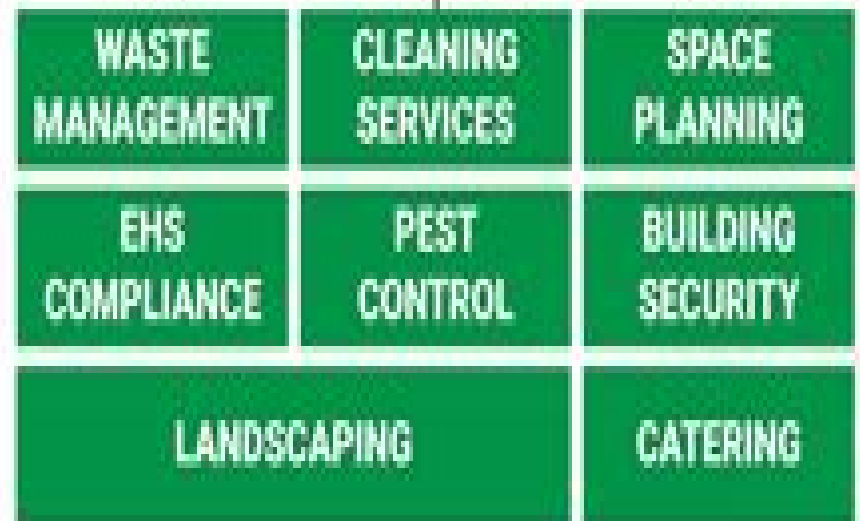 WASTE
MANAGEMENT
CLEANING
SERVICES
SPACE
PLANNING
EHS
COMPLIANCE
PEST
CONTROL
BUILDING
SECURITY
LANDSCAPING
CATERING